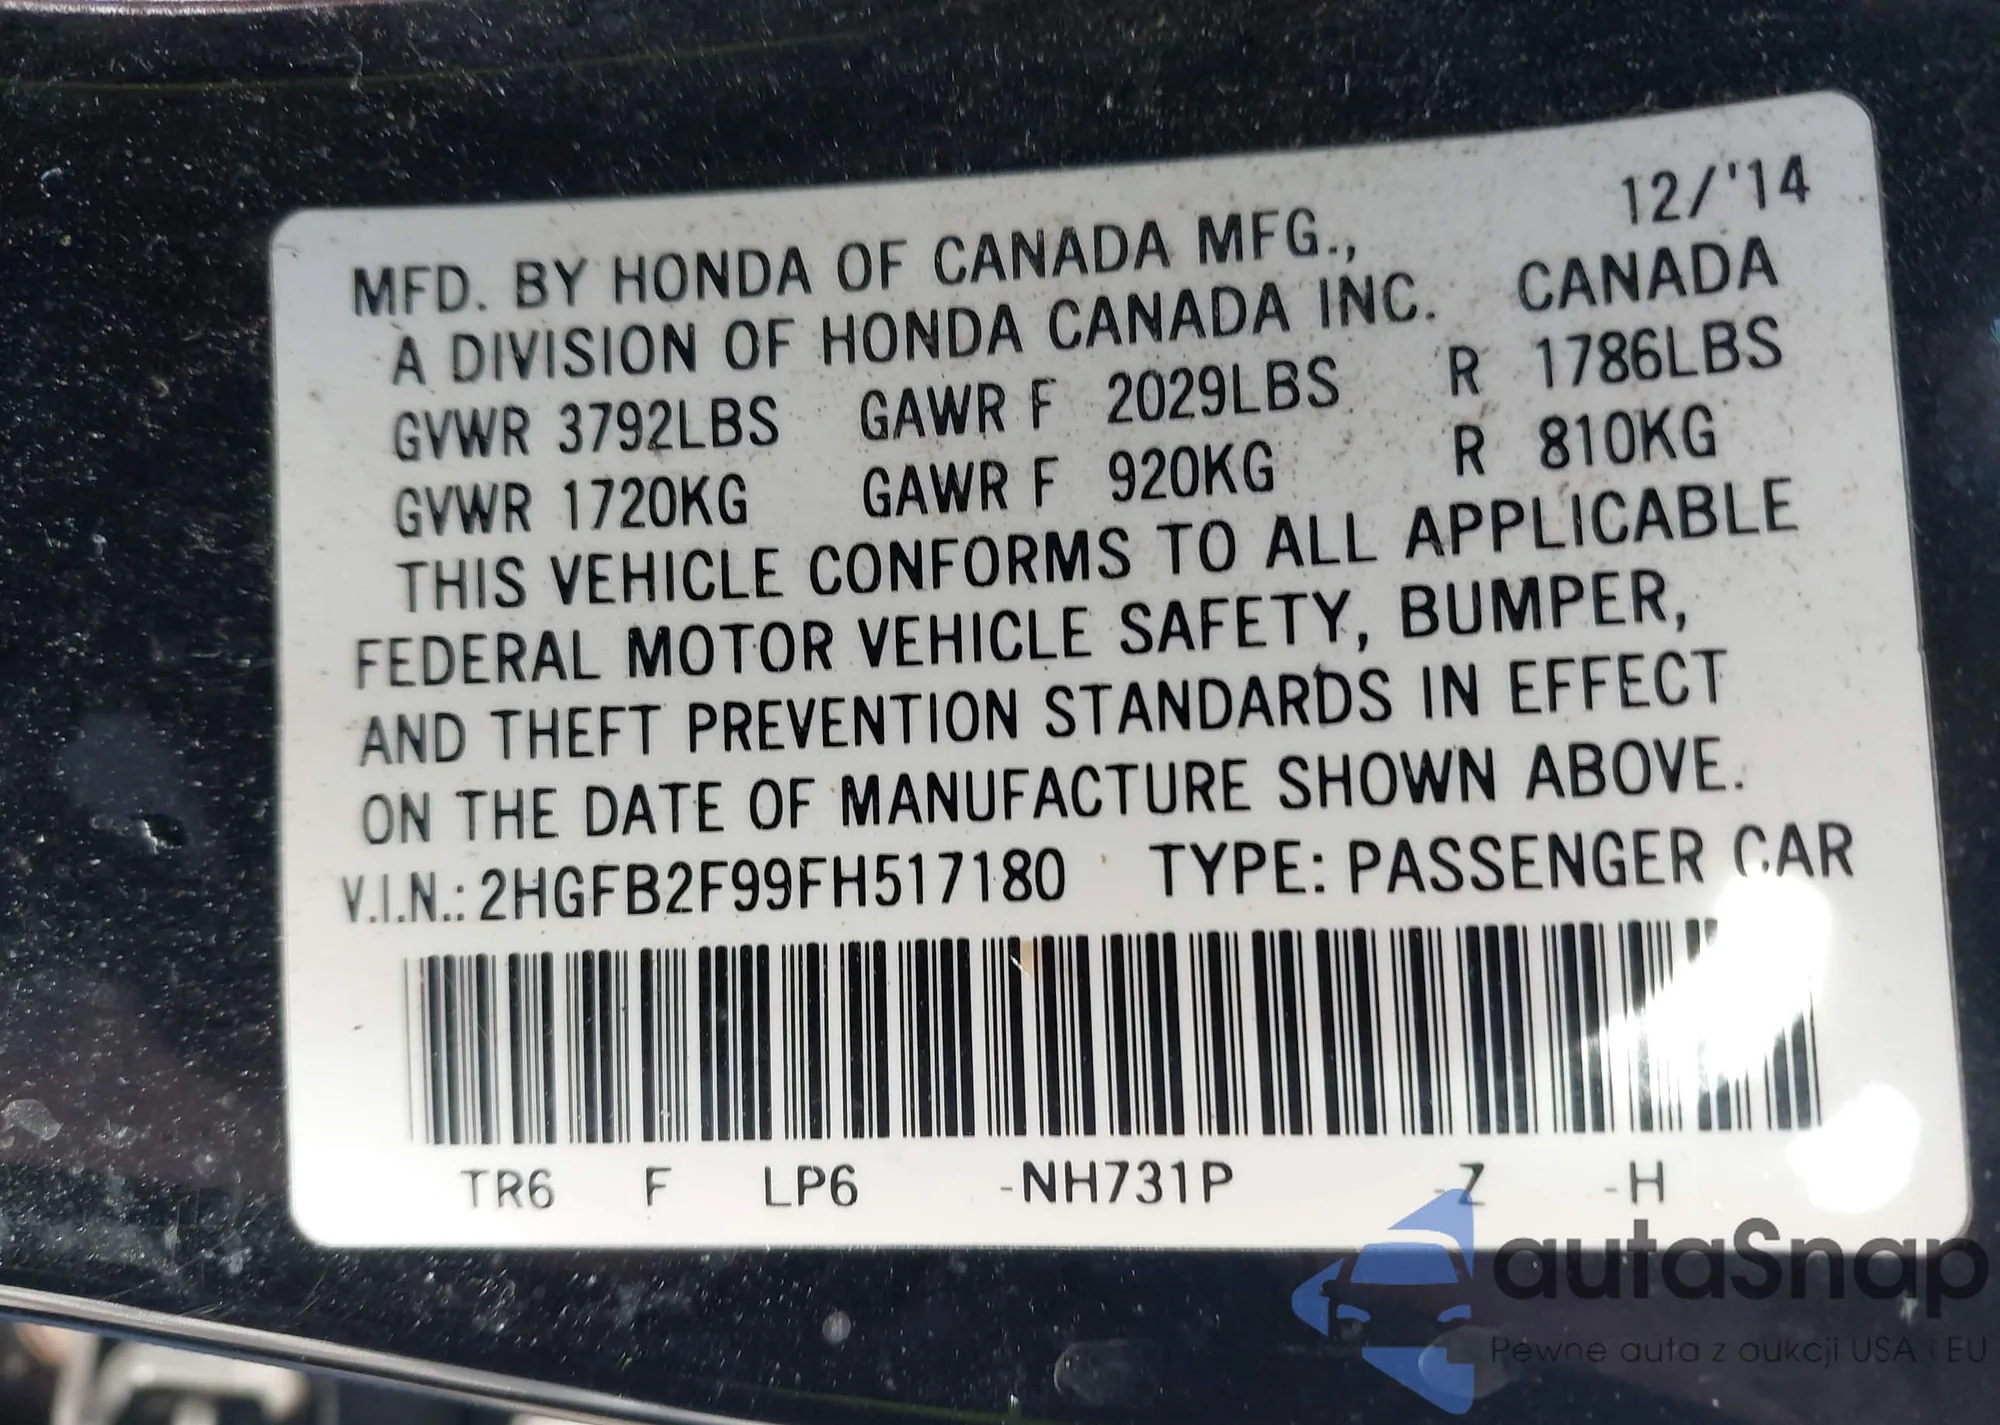 12/'14
MFD. BY HONDA OF CANADA MFG.,
A DIVISION OF HONDA CANADA INC. CANADA
GVWR 3792LBS GAWR F 2029LBS R 1786LBS
GVWR 1720KG GAWR F 920KG R 810KG
THIS VEHICLE CONFORMS TO ALL APPLICABLE
FEDERAL MOTOR VEHICLE SAFETY, BUMPER,
AND THEFT PREVENTION STANDARDS IN EFFECT
ON THE DATE OF MANUFACTURE SHOWN ABOVE.
V.I.N.: 2HGFB2F99FH517180 TYPE: PASSENGER CAR
TR6 F LP6 -NH731P -Z -H
autaSnap
Pewne auta z aukcji USA i EU